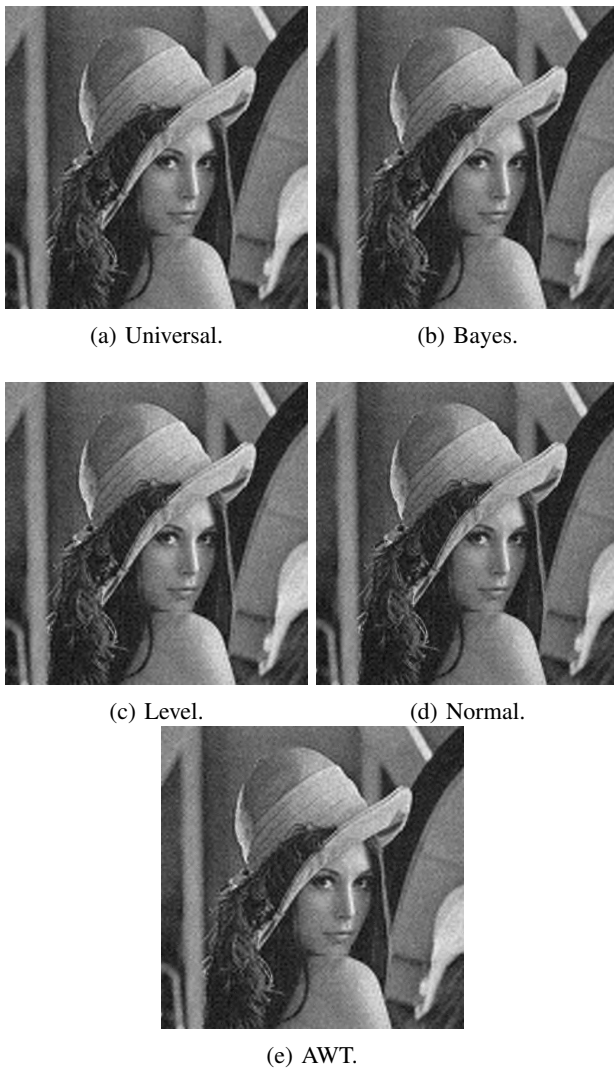 (a) Universal.
(b) Bayes.
(c) Level.
(d) Normal.
(e) AWT.